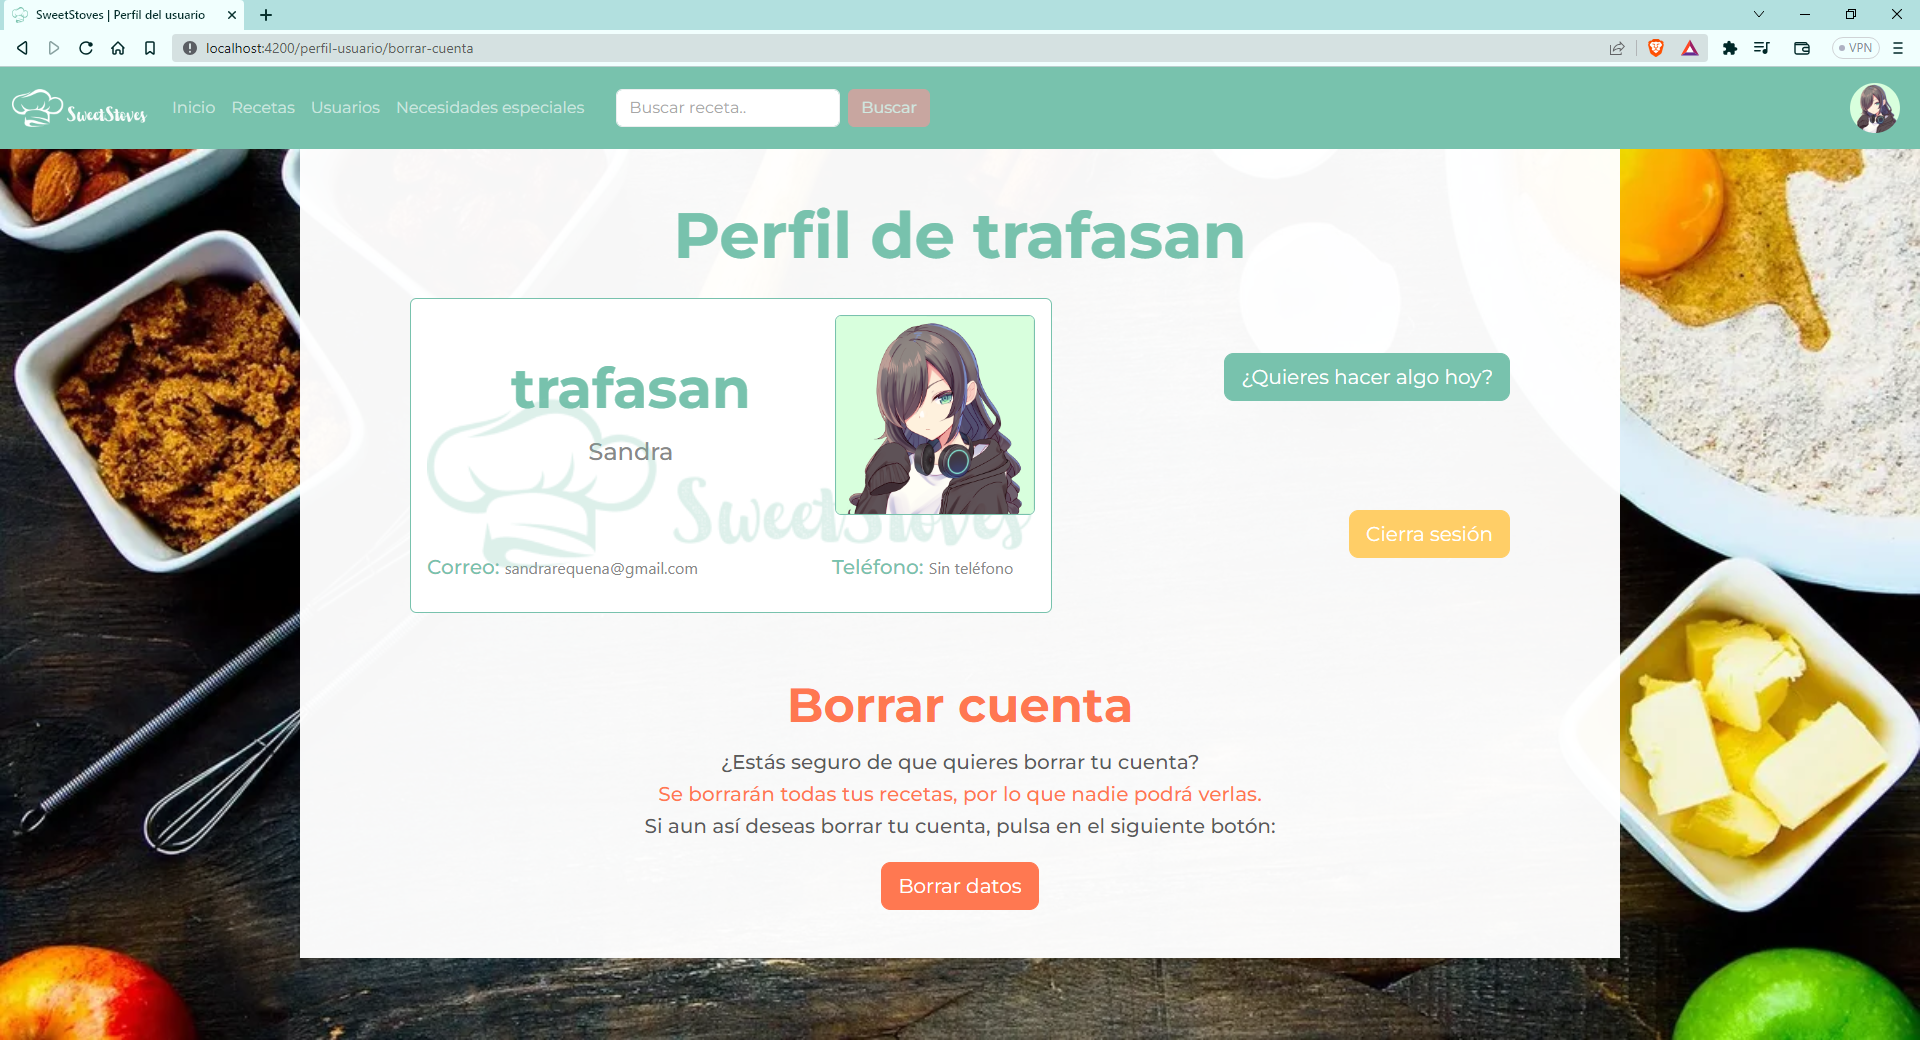 SweetStoves | Perfil del usuario
localhost:4200/perfil-usuario/borrar-cuenta
VPN
SweetStoves
Inicio
Recetas
Usuarios
Necesidades especiales
Buscar receta..
Buscar
Perfil de trafasan
trafasan
Sandra
SweetStoves
Correo: sandrarequena@gmail.com
Teléfono: Sin teléfono
¿Quieres hacer algo hoy?
Cierra sesión
Borrar cuenta
¿Estás seguro de que quieres borrar tu cuenta?
Se borrarán todas tus recetas, por lo que nadie podrá verlas.
Si aun así deseas borrar tu cuenta, pulsa en el siguiente botón:
Borrar datos